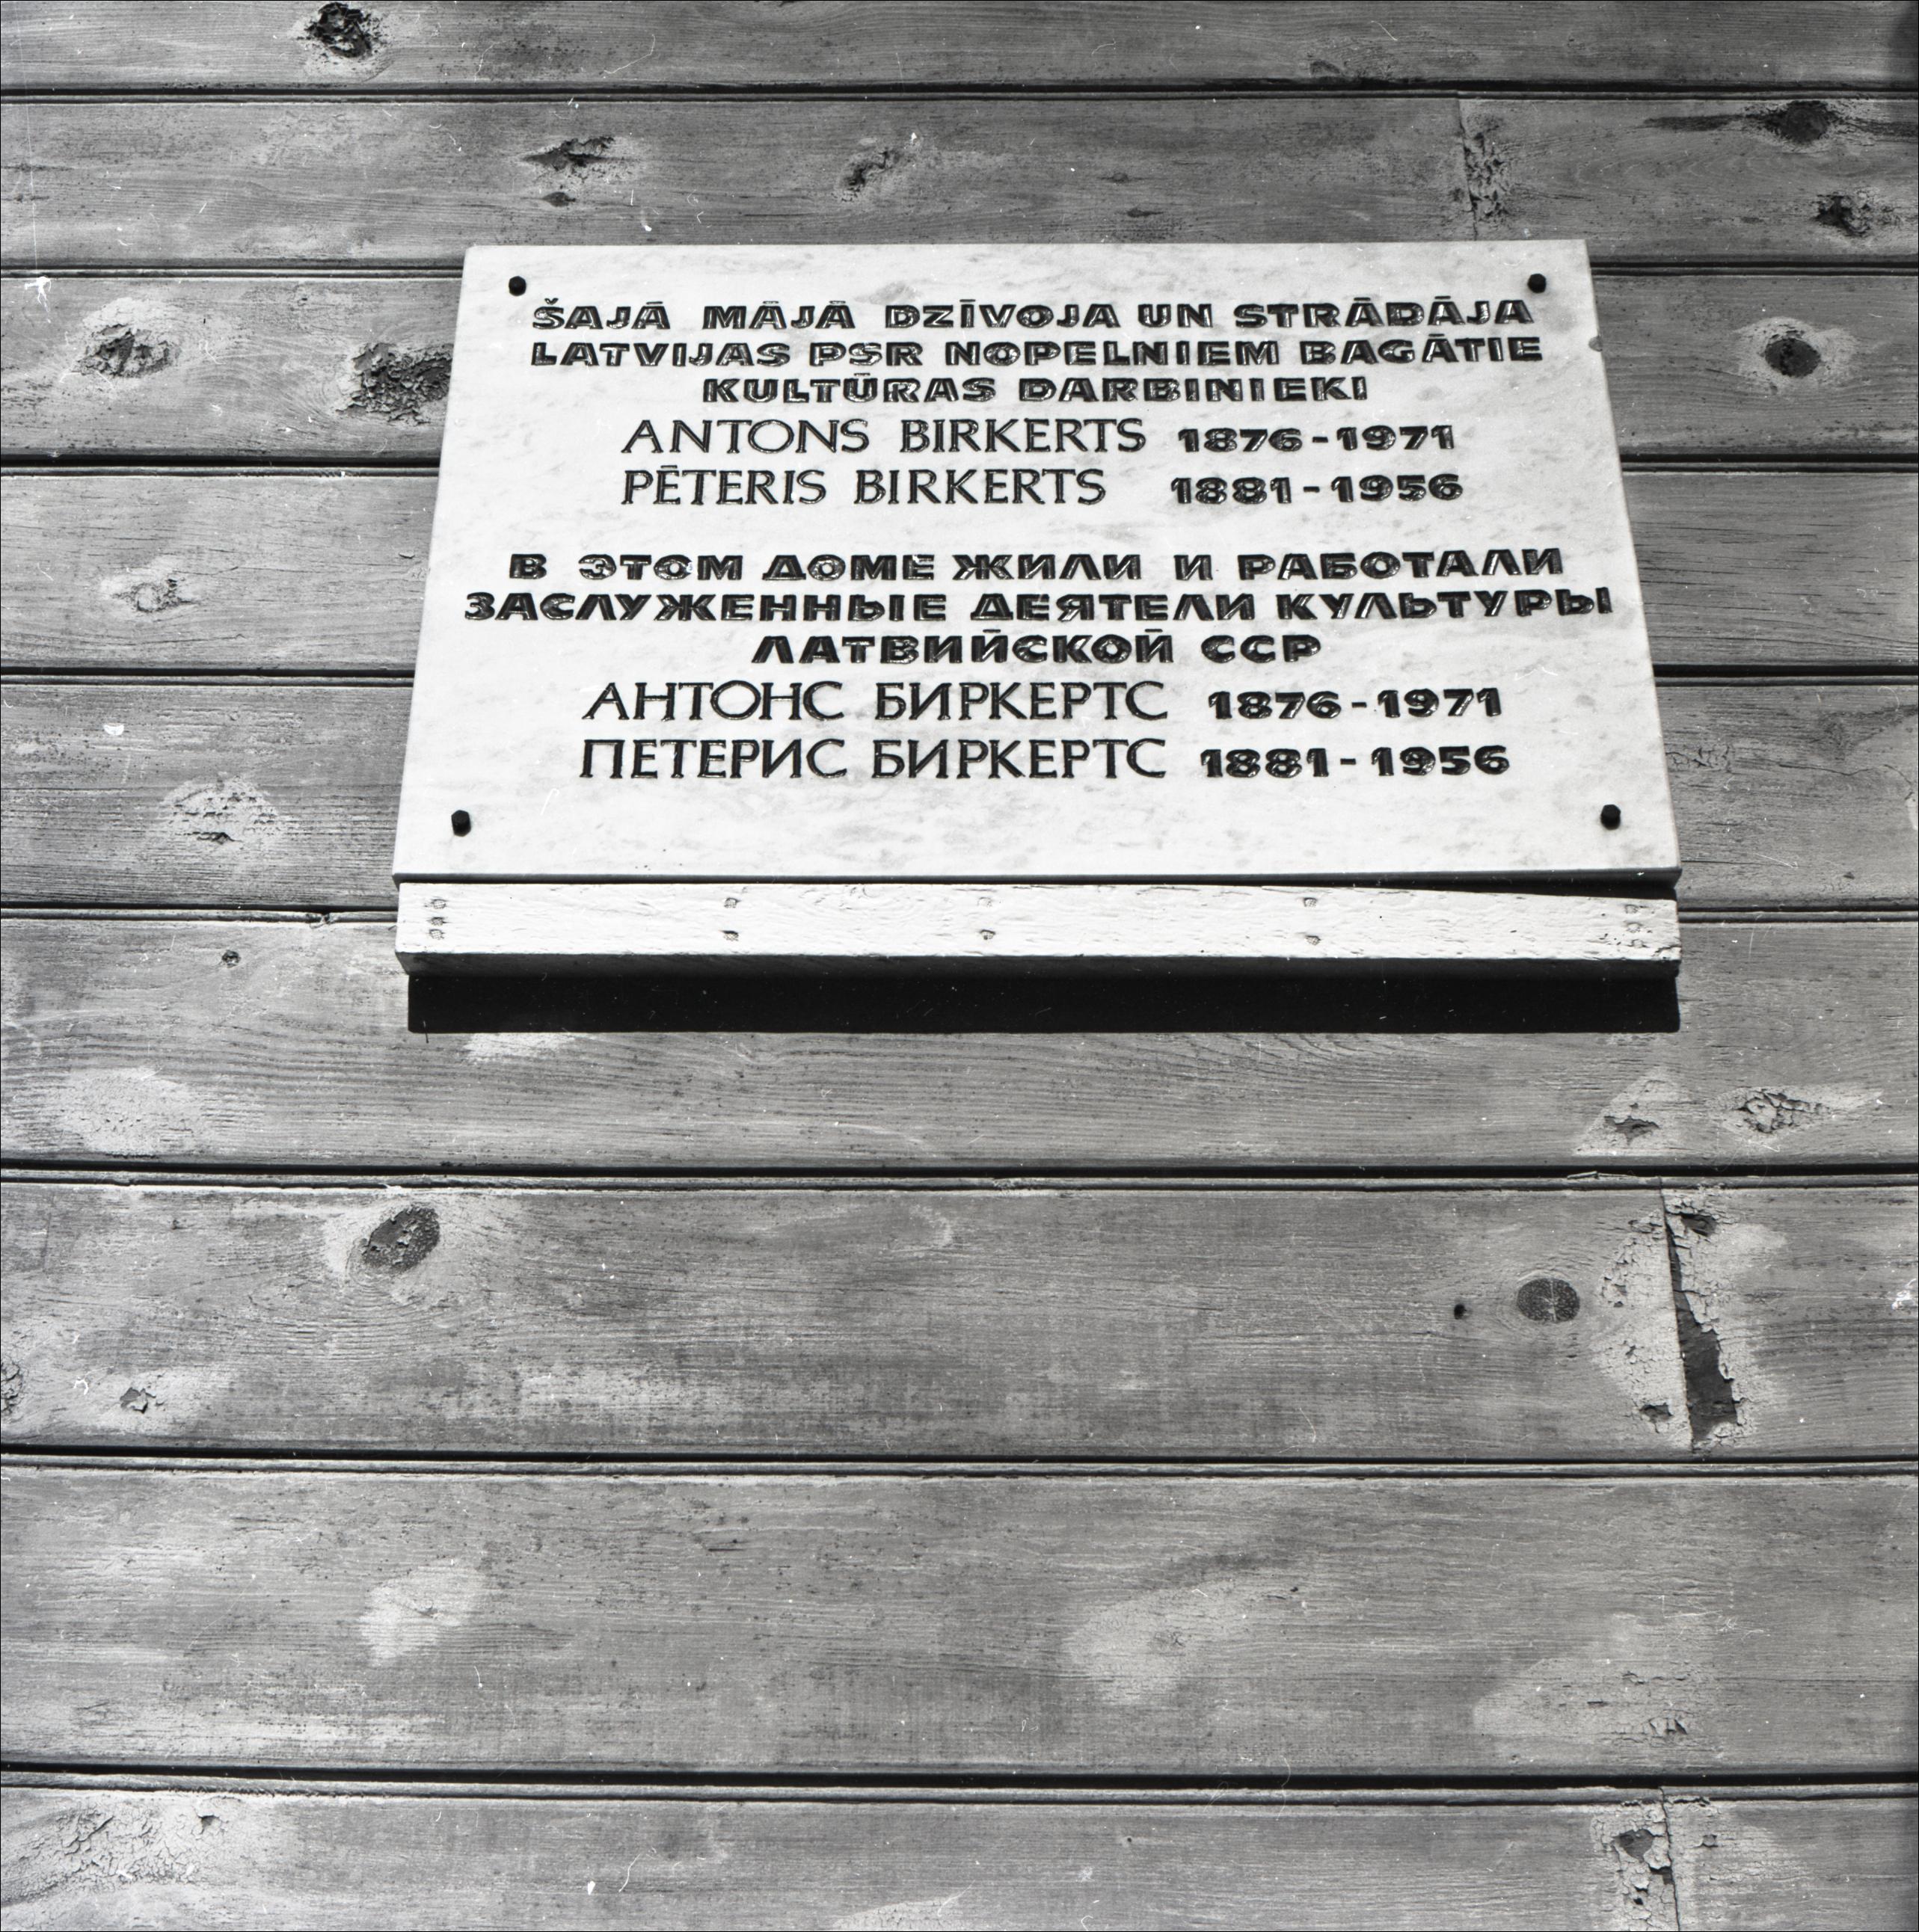 ŠAJĀ MĀJĀ DZĪVOJA UN STRĀDĀJA
LATVIJAS PSR NOPELNIEM BAGĀTIE
KULTŪRAS DARBINIEKI
ANTONS BIRKERTS 1876-1971
PĒTERIS BIRKERTS 1881-1956
В ЭТОМ ДОМЕ ЖИЛИ И РАБОТАЛИ
ЗАСЛУЖЕННЫЕ ДЕЯТЕЛИ КУЛЬТУРЫ
ЛАТВИЙСКОЙ ССР
АНТОНС БИРКЕРТС 1876-1971
ПЕТЕРИС БИРКЕРТС 1881-1956